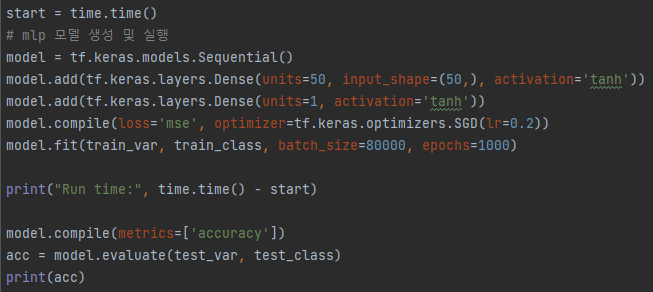 start = time.time()
# mlp 모델 생성 및 실행
model = tf.keras.models.Sequential()
model.add(tf.keras.layers.Dense(units=50, input_shape=(50,), activation='tanh'))
model.add(tf.keras.layers.Dense(units=1, activation='tanh'))
model.compile(loss='mse', optimizer=tf.keras.optimizers.SGD(lr=0.2))
model.fit(train_var, train_class, batch_size=80000, epochs=1000)
print("Run time:", time.time() - start)
model.compile(metrics=['accuracy'])
acc = model.evaluate(test_var, test_class)
print(acc)